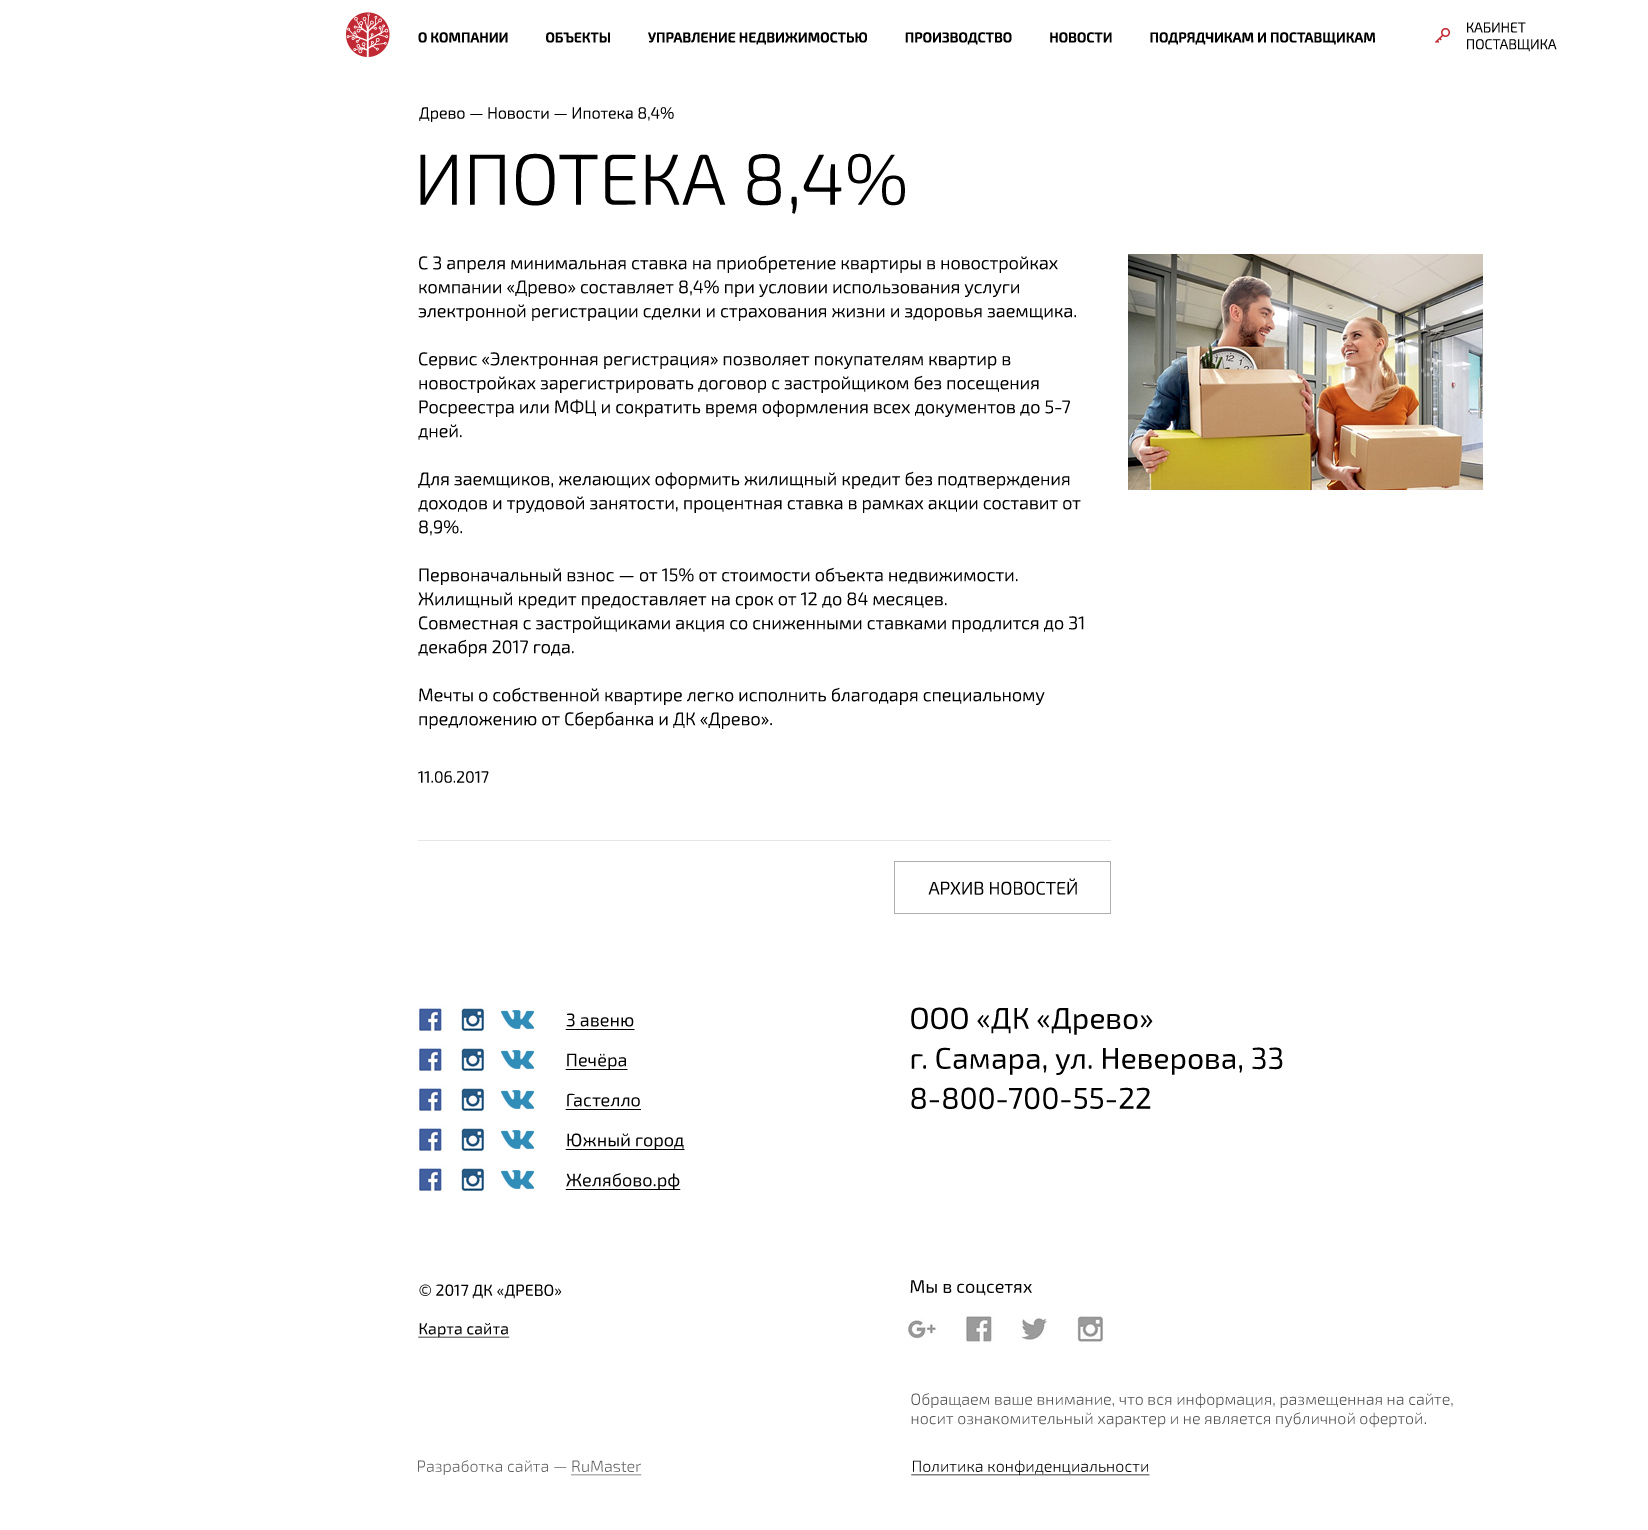 О КОМПАНИИ ОБЪЕКТЫ УПРАВЛЕНИЕ НЕДВИЖИМОСТЬЮ ПРОИЗВОДСТВО НОВОСТИ ПОДРЯДЧИКАМ И ПОСТАВЩИКАМ
КАБИНЕТ
ПОСТАВЩИКА
Древо — Новости — Ипотека 8,4%
ИПОТЕКА 8,4%
С 3 апреля минимальная ставка на приобретение квартиры в новостройках
компании «Древо» составляет 8,4% при условии использования услуги
электронной регистрации сделки и страхования жизни и здоровья заемщика.
Сервис «Электронная регистрация» позволяет покупателям квартир в
новостройках зарегистрировать договор с застройщиком без посещения
Росреестра или МФЦ и сократить время оформления всех документов до 5-7
дней.
Для заемщиков, желающих оформить жилищный кредит без подтверждения
доходов и трудовой занятости, процентная ставка в рамках акции составит от
8,9%.
Первоначальный взнос — от 15% от стоимости объекта недвижимости.
Жилищный кредит предоставляет на срок от 12 до 84 месяцев.
Совместная с застройщиками акция со сниженными ставками продлится до 31
декабря 2017 года.
Мечты о собственной квартире легко исполнить благодаря специальному
предложению от Сбербанка и ДК «Древо».
11.06.2017
АРХИВ НОВОСТЕЙ
3 авеню
Печёра
Гастелло
Южный город
Желябово.рф
ООО «ДК «Древо»
г. Самара, ул. Неверова, 33
8-800-700-55-22
© 2017 ДК «ДРЕВО»
Карта сайта
Мы в соцсетях
Обращаем ваше внимание, что вся информация, размещенная на сайте,
носит ознакомительный характер и не является публичной офертой.
Разработка сайта — RuMaster
Политика конфиденциальности